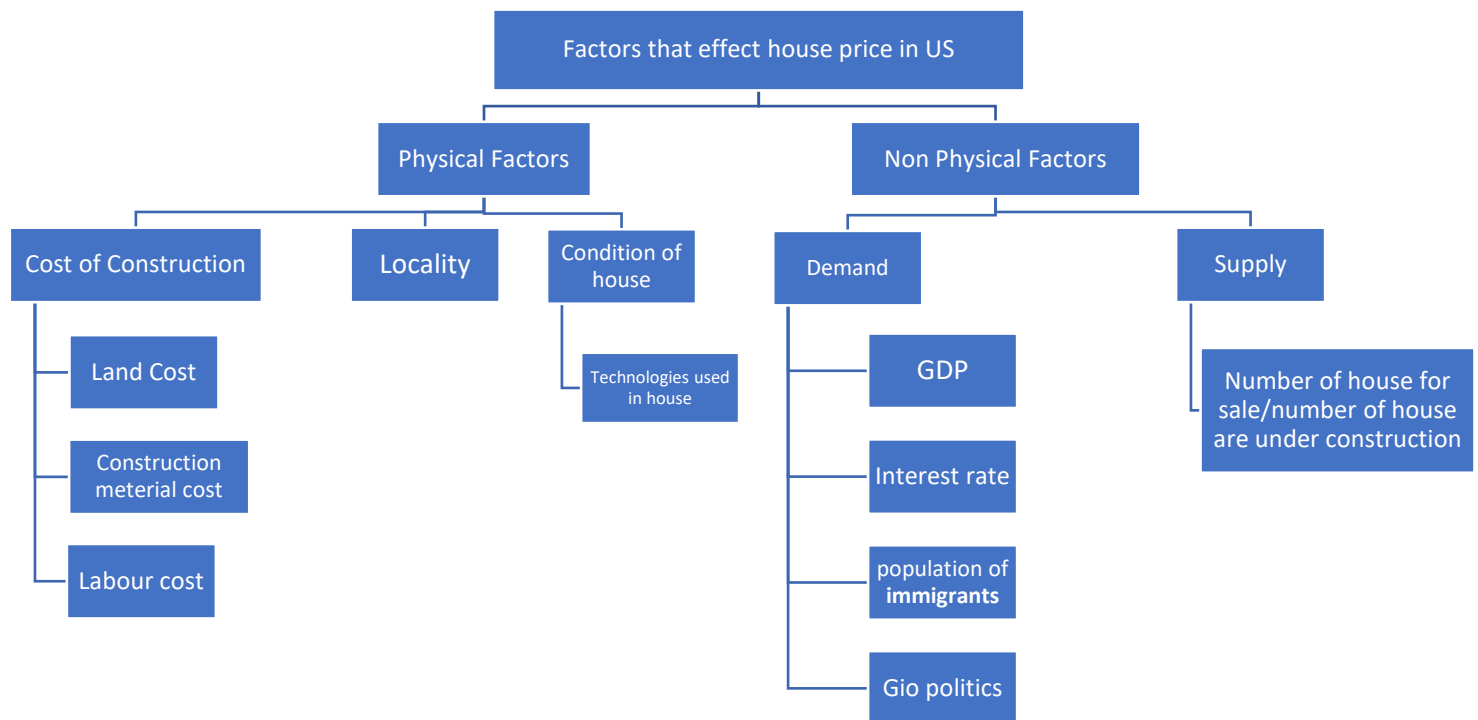 Factors that effect house price in US
Physical Factors
Non Physical Factors
Cost of Construction
Locality
Condition of
house
Demand
Supply
Land Cost
Construction
meterial cost
Labour cost
Technologies used
in house
GDP
Interest rate
population of
immigrants
Gio politics
Number of house for
sale/number of house
are under construction